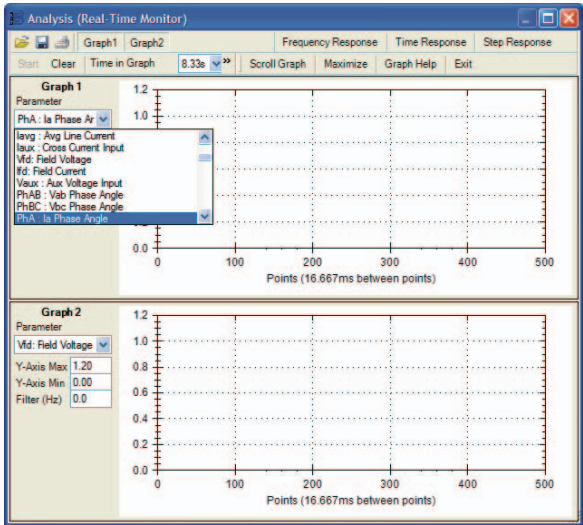 Analysis (Real-Time Monitor)
Graph1 Graph2 Frequency Response Time Response Step Response
Start Clear Time in Graph 8.33s » Scroll Graph Maximize Graph Help Exit
Graph 1
Parameter
PhA : Ia Phase Ar
Iavg : Avg Line Current
Iaux : Cross Current Input
Vfd: Field Voltage
Ifd: Field Current
Vaux : Aux Voltage Input
PhAB : Vab Phase Angle
PhBC : Vbc Phase Angle
PhA : Ia Phase Angle
1.2
1.0
0.0
0 100 200 300 400 500
Points (16.667ms between points)
Graph 2
Parameter
Vfd: Field Voltage
Y-Axis Max 1.20
Y-Axis Min 0.00
Filter (Hz) 0.0
1.2
1.0
0.8
0.6
0.4
0.2
0.0
0 100 200 300 400 500
Points (16.667ms between points)